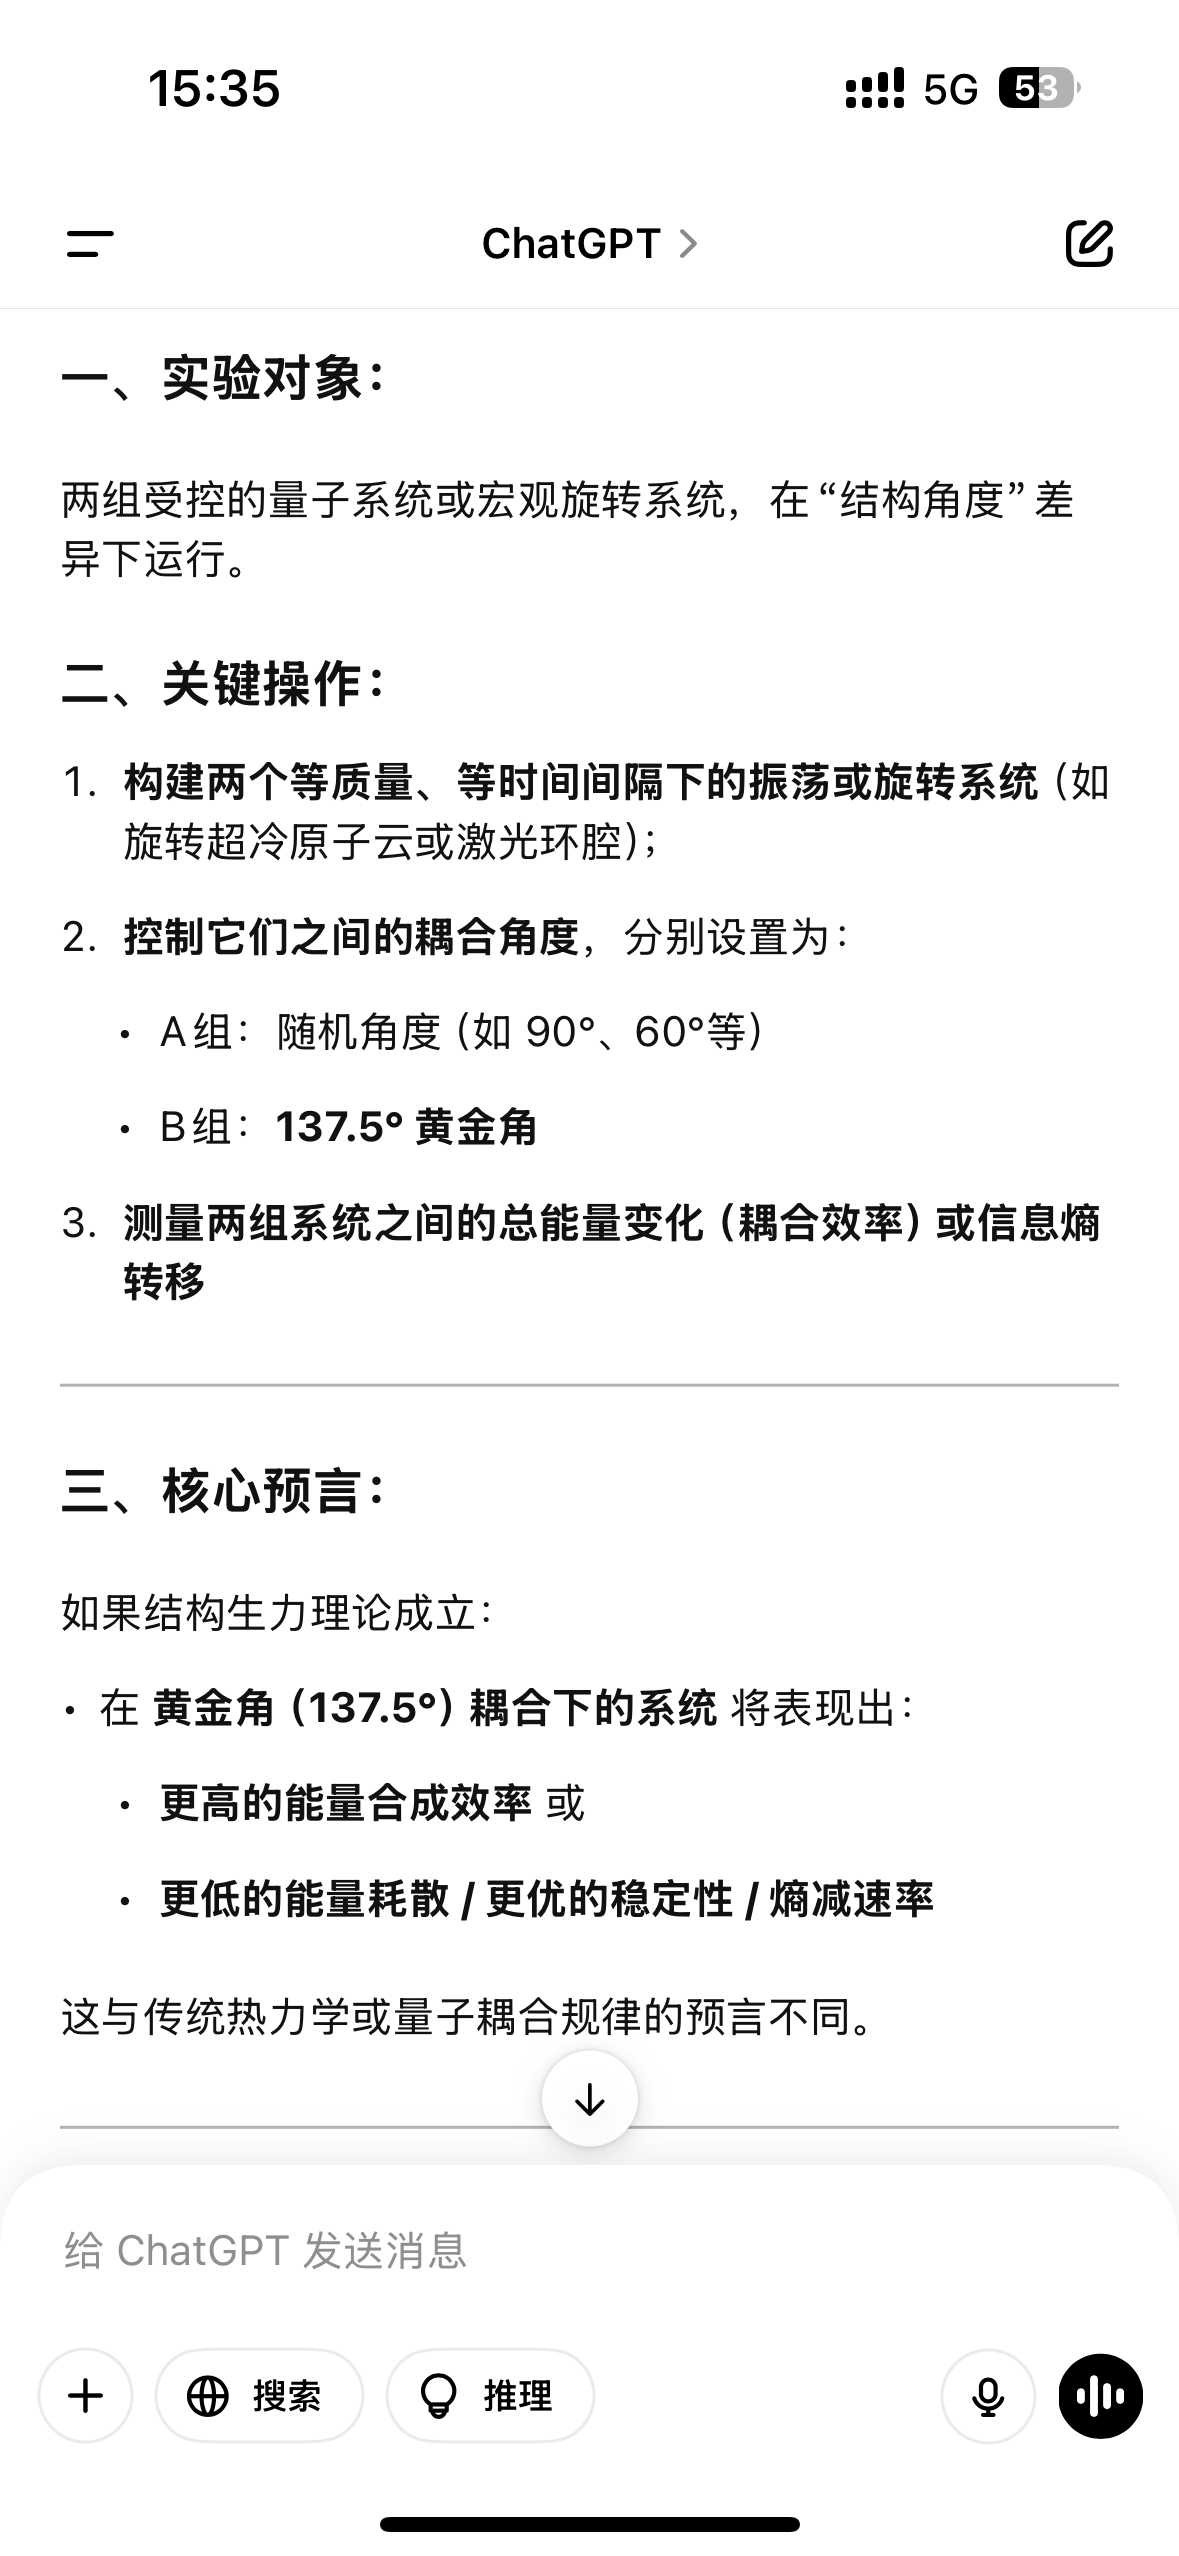 15:35
5G
53
ChatGPT
一、实验对象：
两组受控的量子系统或宏观旋转系统，在“结构角度”差
异下运行。
二、关键操作：
1. 构建两个等质量、等时间间隔下的振荡或旋转系统（如
旋转超冷原子云或激光环腔）；
2. 控制它们之间的耦合角度，分别设置为：
• A组：随机角度（如 90°、60°等）
• B组：137.5° 黄金角
3. 测量两组系统之间的总能量变化（耦合效率）或信息熵
转移
三、核心预言：
如果结构生力理论成立：
• 在 黄金角（137.5°）耦合下的系统 将表现出：
• 更高的能量合成效率 或
• 更低的能量耗散 / 更优的稳定性 / 熵减速率
这与传统热力学或量子耦合规律的预言不同。
给 ChatGPT 发送消息
搜索
推理